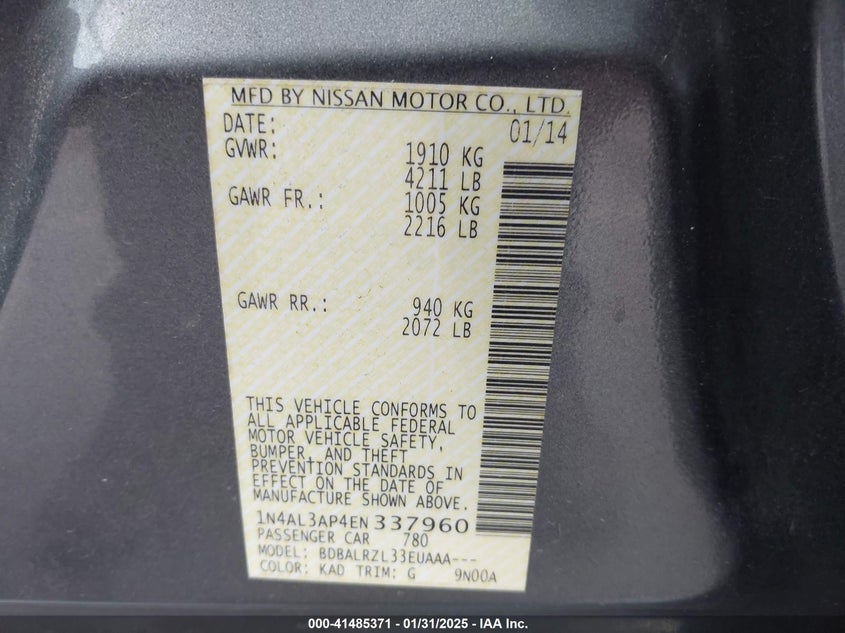 MFD BY NISSAN MOTOR CO., LTD.
DATE: 01/14
GVWR: 1910 KG
4211 LB
GAWR FR.: 1005 KG
2216 LB
GAWR RR.: 940 KG
2072 LB
THIS VEHICLE CONFORMS TO
ALL APPLICABLE FEDERAL
MOTOR VEHICLE SAFETY,
BUMPER, AND THEFT
PREVENTION STANDARDS IN
EFFECT ON THE DATE OF
MANUFACTURE SHOWN ABOVE.
1N4AL3AP4EN 337960
PASSENGER CAR 780
MODEL: BDBALRZL33EUAAA---
COLOR: KAD TRIM: G 9N00A
000-41485371 - 01/31/2025 - IAA Inc.